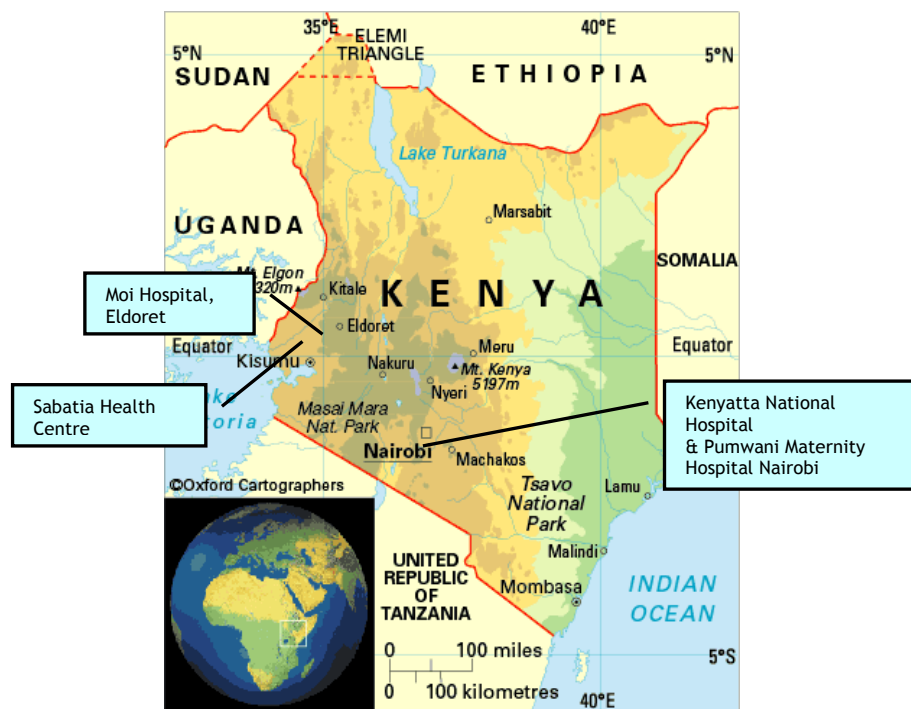 35°E
40°E
ELEMI
TRIANGLE
5°N
5°N
SUDAN
ETHIOPIA
Lake Turkana
Marsabit
UGANDA
SOMALIA
Elgon
320m
Kitale
KENYA
Moi Hospital,
Eldoret
Eldoret
Equator
Meru
Equator
Kisumu
Nakuru
Mt. Kenya
5197m
Nyeri
Sabatia Health
Centre
Masai Mara
Nat. Park
Kenyatta National
Hospital
& Pumwani Maternity
Hospital Nairobi
Nairobi
Machakos
©Oxford Cartographers
Tsavo
National
Park
Lamu
Malindi
UNITED
REPUBLIC
OF
TANZANIA
Mombasa
INDIAN
OCEAN
0 100 miles
0 100 kilometres
5°S
40°E